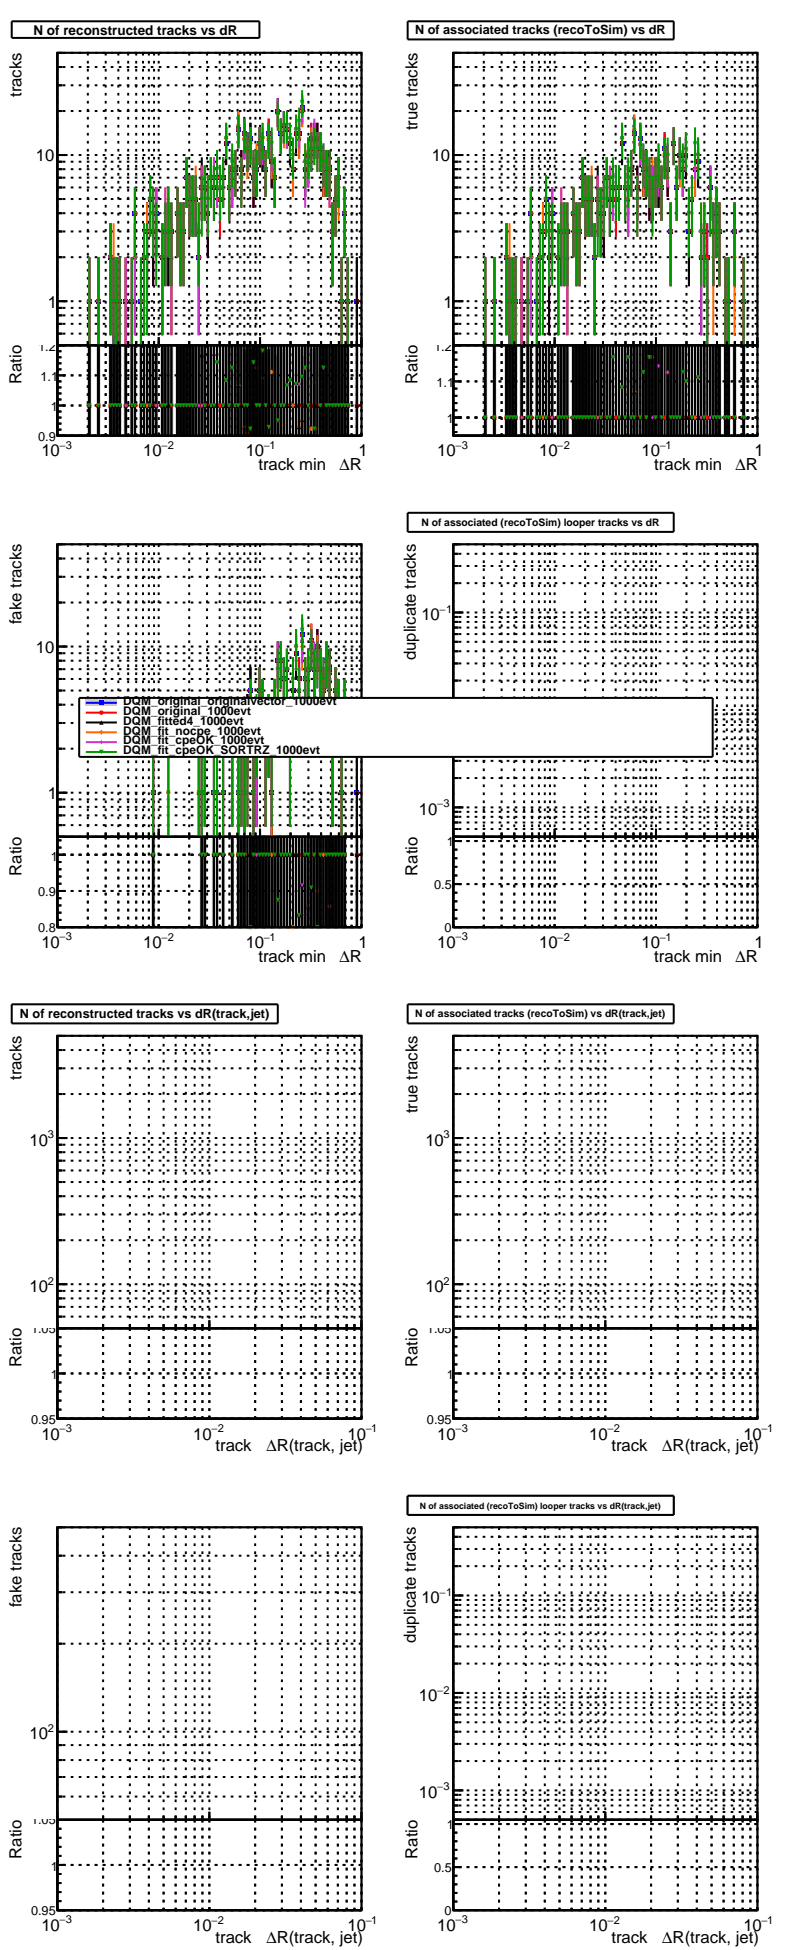 N of reconstructed tracks vs dR
tracks
10
1
Ratio
1.2
1.1
1
0.9
10−3 10−2 10−1 1
track min ΔR
N of associated tracks (recoToSim) vs dR
true tracks
10
1
Ratio
1.2
1.1
1
10−3 10−2 10−1 1
track min ΔR
fake tracks
10
1
Ratio
1
0.9
0.8
10−3 10−2 10−1 1
track min ΔR
N of associated (recoToSim) looper tracks vs dR
duplicate tracks
10−1
10−3
Ratio
1
0.5
0
10−3 10−2 10−1 1
track min ΔR
DQM_original_originalvector_1000evt
DQM_original_1000evt
DQM_fitted4_1000evt
DQM_fit_nocpe_1000evt
DQM_fit_cpeOK_1000evt
DQM_fit_cpeOK_SORTRZ_1000evt
N of reconstructed tracks vs dR(track,jet)
tracks
103
102
Ratio
1.05
1
0.95
10−3 10−2 10−1
track ΔR(track, jet)
N of associated tracks (recoToSim) vs dR(track,jet)
true tracks
103
102
Ratio
1.05
1
0.95
10−3 10−2 10−1
track ΔR(track, jet)
fake tracks
102
Ratio
1.05
1
0.95
10−3 10−2 10−1
track ΔR(track, jet)
N of associated (recoToSim) looper tracks vs dR(track,jet)
duplicate tracks
10−1
10−2
10−3
Ratio
1
0.5
0
10−3 10−2 10−1
track ΔR(track, jet)